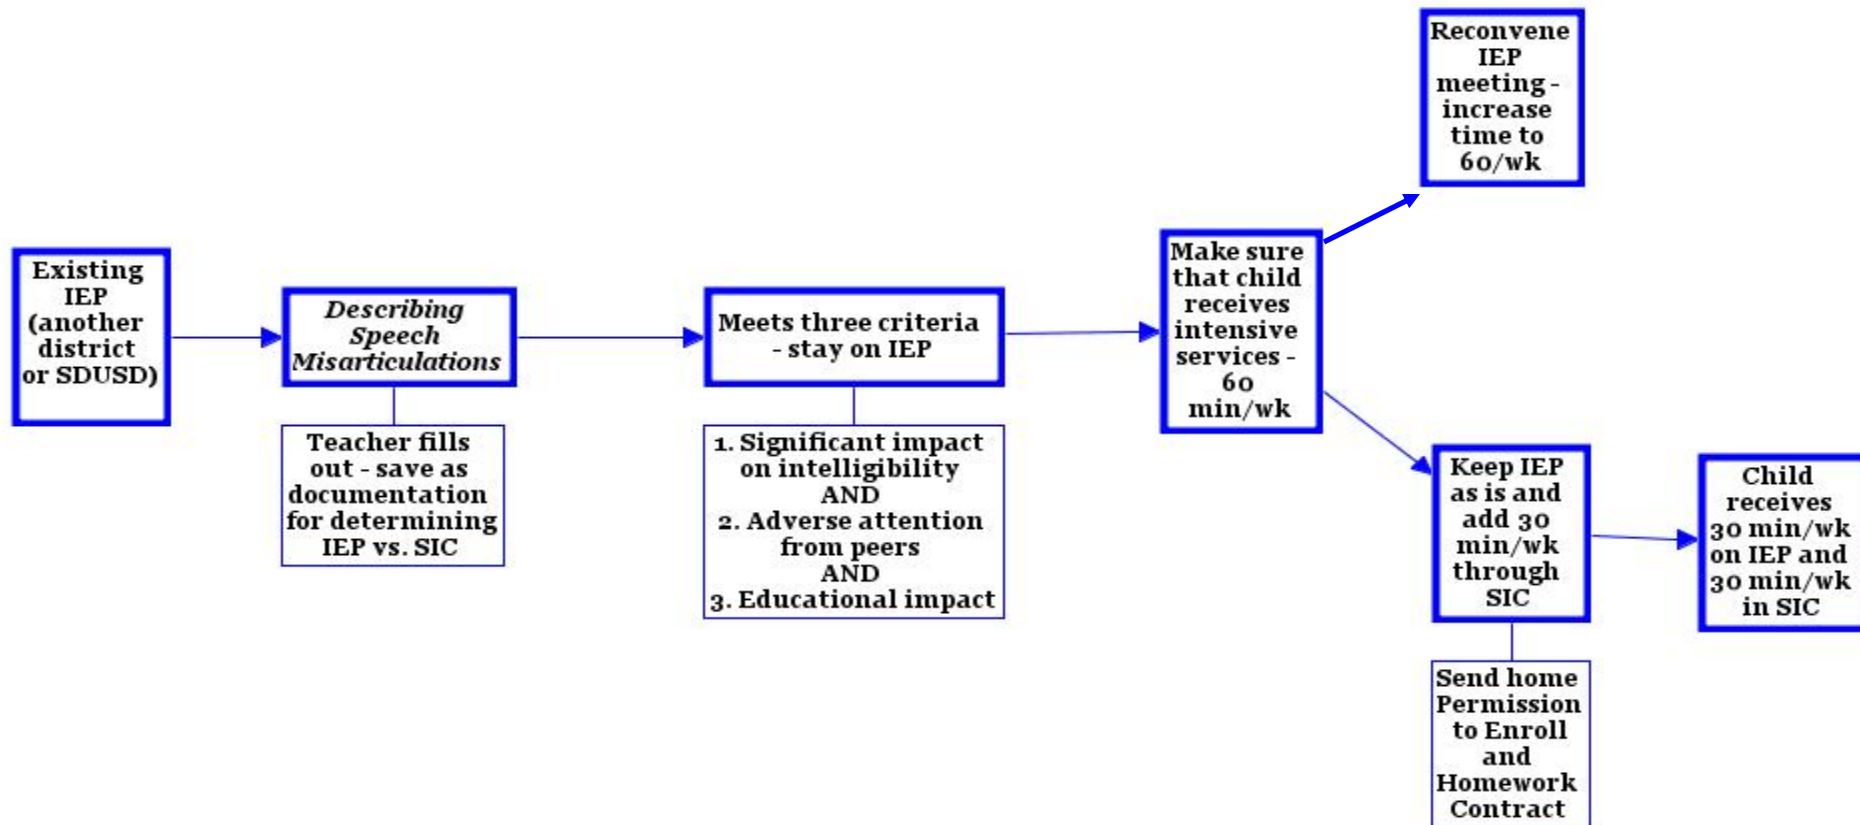 Existing
IEP
(another
district
or SDUSD)
Describing
Speech
Misarticulations
Teacher fills
out - save as
documentation
for determining
IEP vs. SIC
Meets three criteria
- stay on IEP
1. Significant impact
on intelligibility
AND
2. Adverse attention
from peers
AND
3. Educational impact
Make sure
that child
receives
intensive
services -
60
min/wk
Reconvene
IEP
meeting -
increase
time to
60/wk
Keep IEP
as is and
add 30
min/wk
through
SIC
Send home
Permission
to Enroll
and
Homework
Contract
Child
receives
30 min/wk
on IEP and
30 min/wk
in SIC